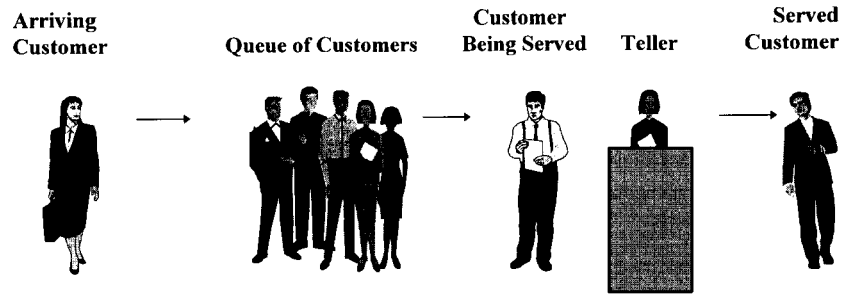 Arriving
Customer
Queue of Customers
Customer
Being Served
Teller
Served
Customer